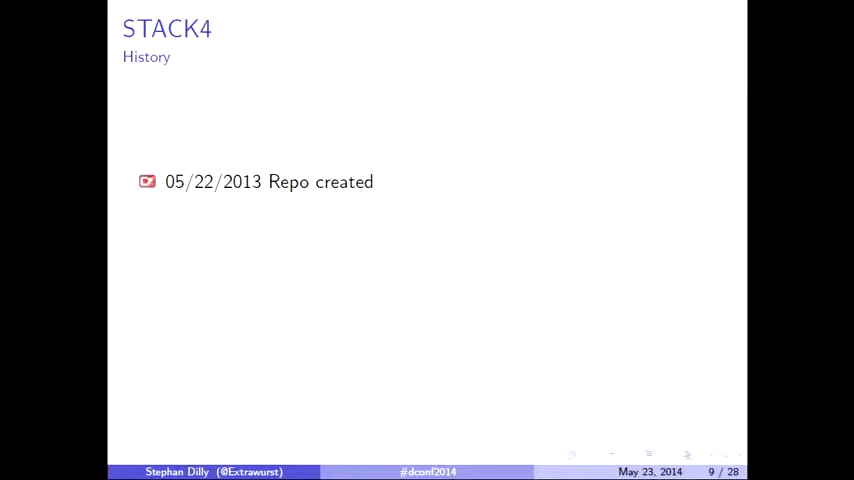 STACK4
History
05/22/2013 Repo created
Stephan Dilly (@Extrawurst)
#dconf2014
May 23, 2014
9 / 28